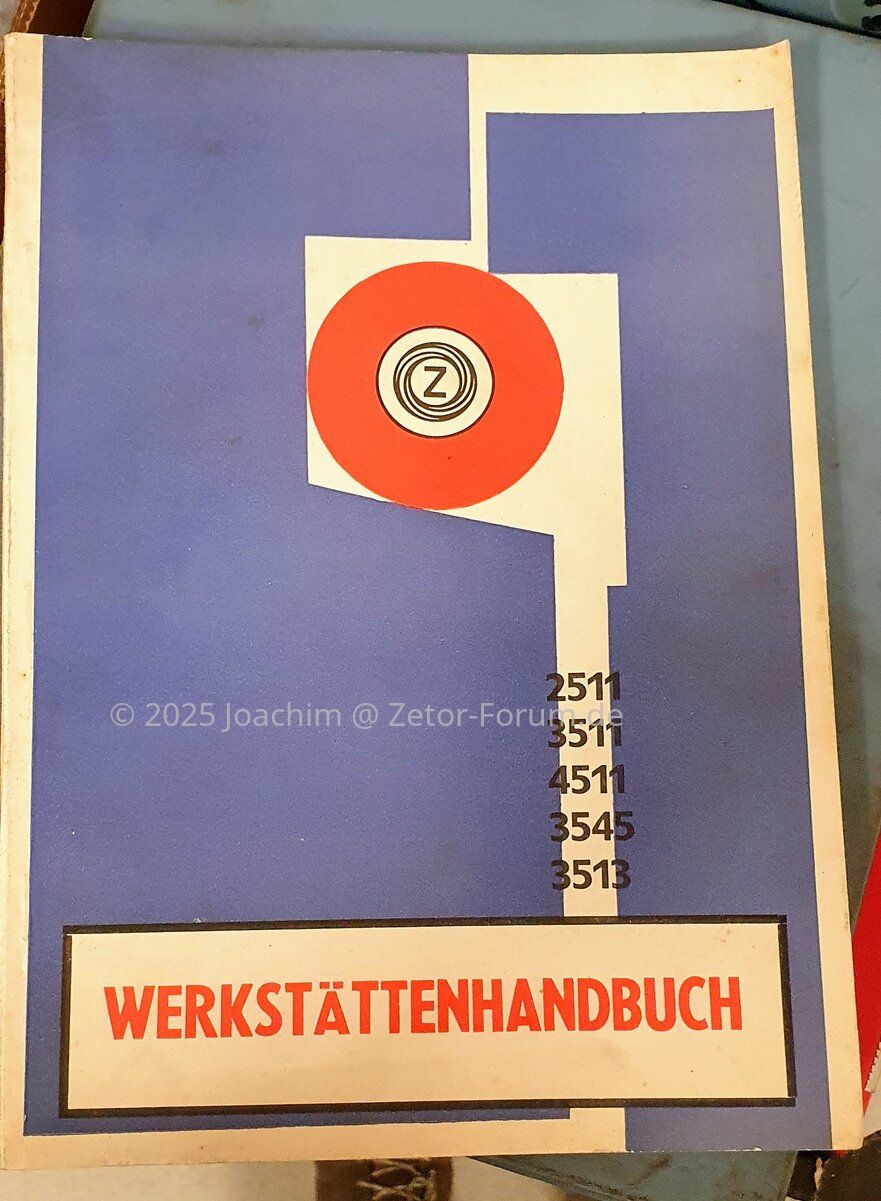 Z
2511
© 2025 Joachim @ Zetor-Forum.de
3511
4511
3545
3513
WERKSTÄTTENHANDBUCH